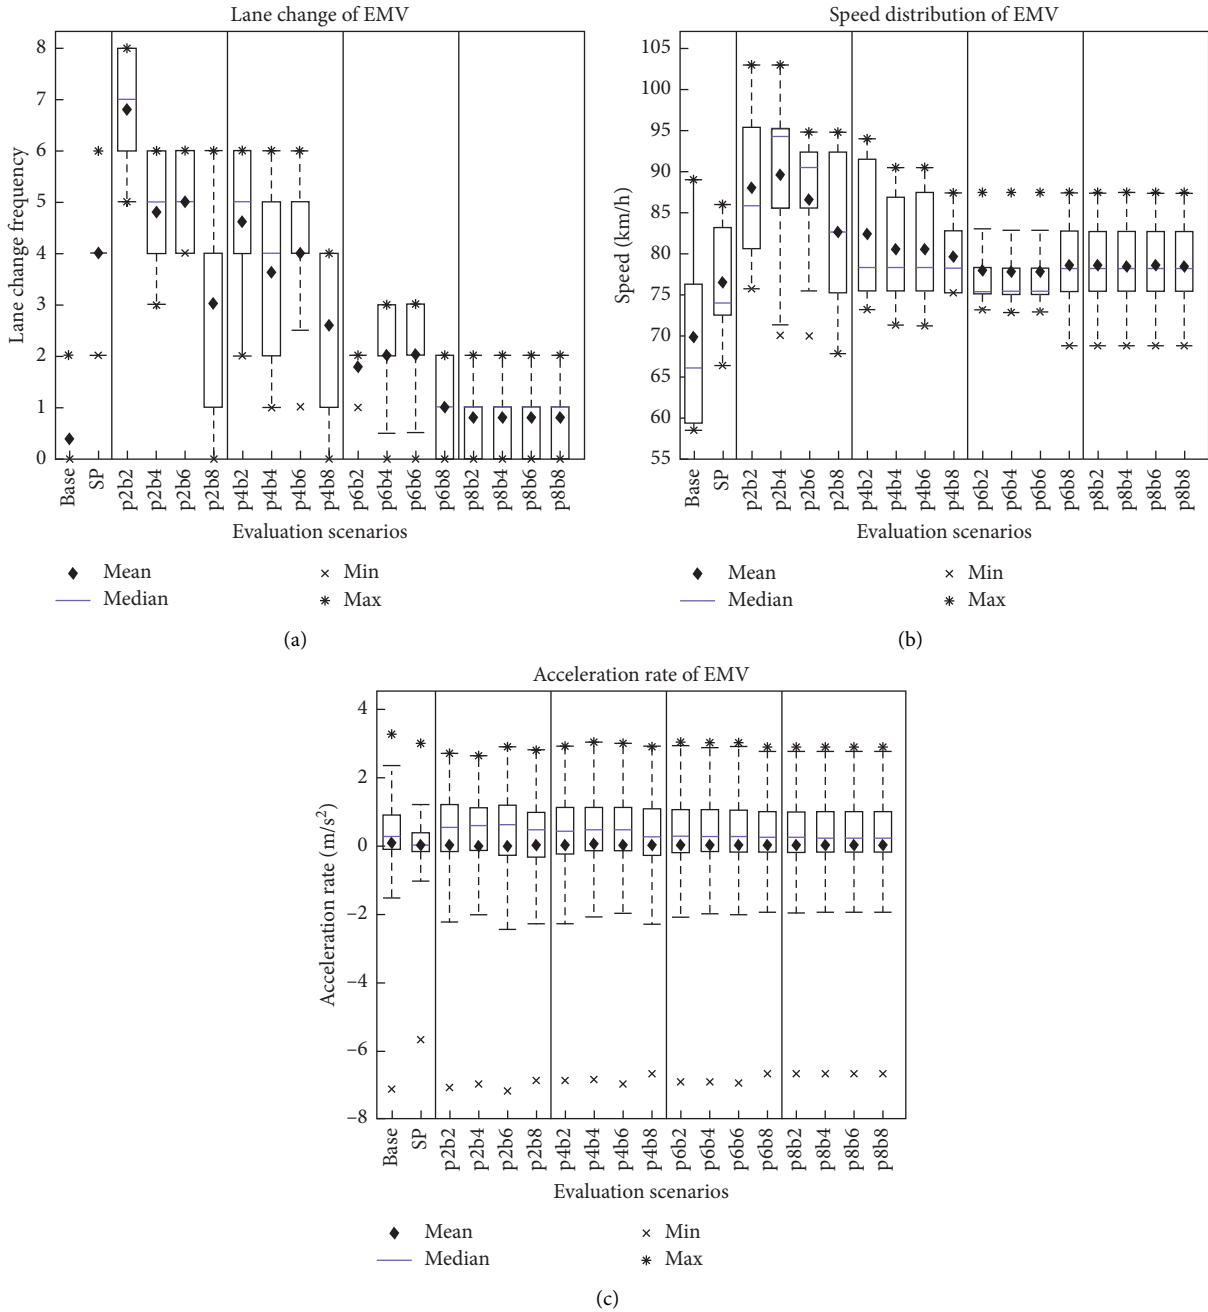 Lane change of EMV
8
7
6
5
4
3
2
1
0
Lane change frequency
Base
SP
p2b2
p2b4
p2b6
p2b8
p4b2
p4b4
p4b6
p4b8
p6b2
p6b4
p6b6
p6b8
p8b2
p8b4
p8b6
p8b8
Evaluation scenarios
Mean
Median
Min
Max
(a)
Speed distribution of EMV
105
100
95
90
85
80
75
70
65
60
55
Speed (km/h)
Base
SP
p2b2
p2b4
p2b6
p2b8
p4b2
p4b4
p4b6
p4b8
p6b2
p6b4
p6b6
p6b8
p8b2
p8b4
p8b6
p8b8
Evaluation scenarios
Mean
Median
Min
Max
(b)
Acceleration rate of EMV
4
2
0
−2
−4
−6
−8
Acceleration rate (m/s²)
Base
SP
p2b2
p2b4
p2b6
p2b8
p4b2
p4b4
p4b6
p4b8
p6b2
p6b4
p6b6
p6b8
p8b2
p8b4
p8b6
p8b8
Evaluation scenarios
Mean
Median
Min
Max
(c)